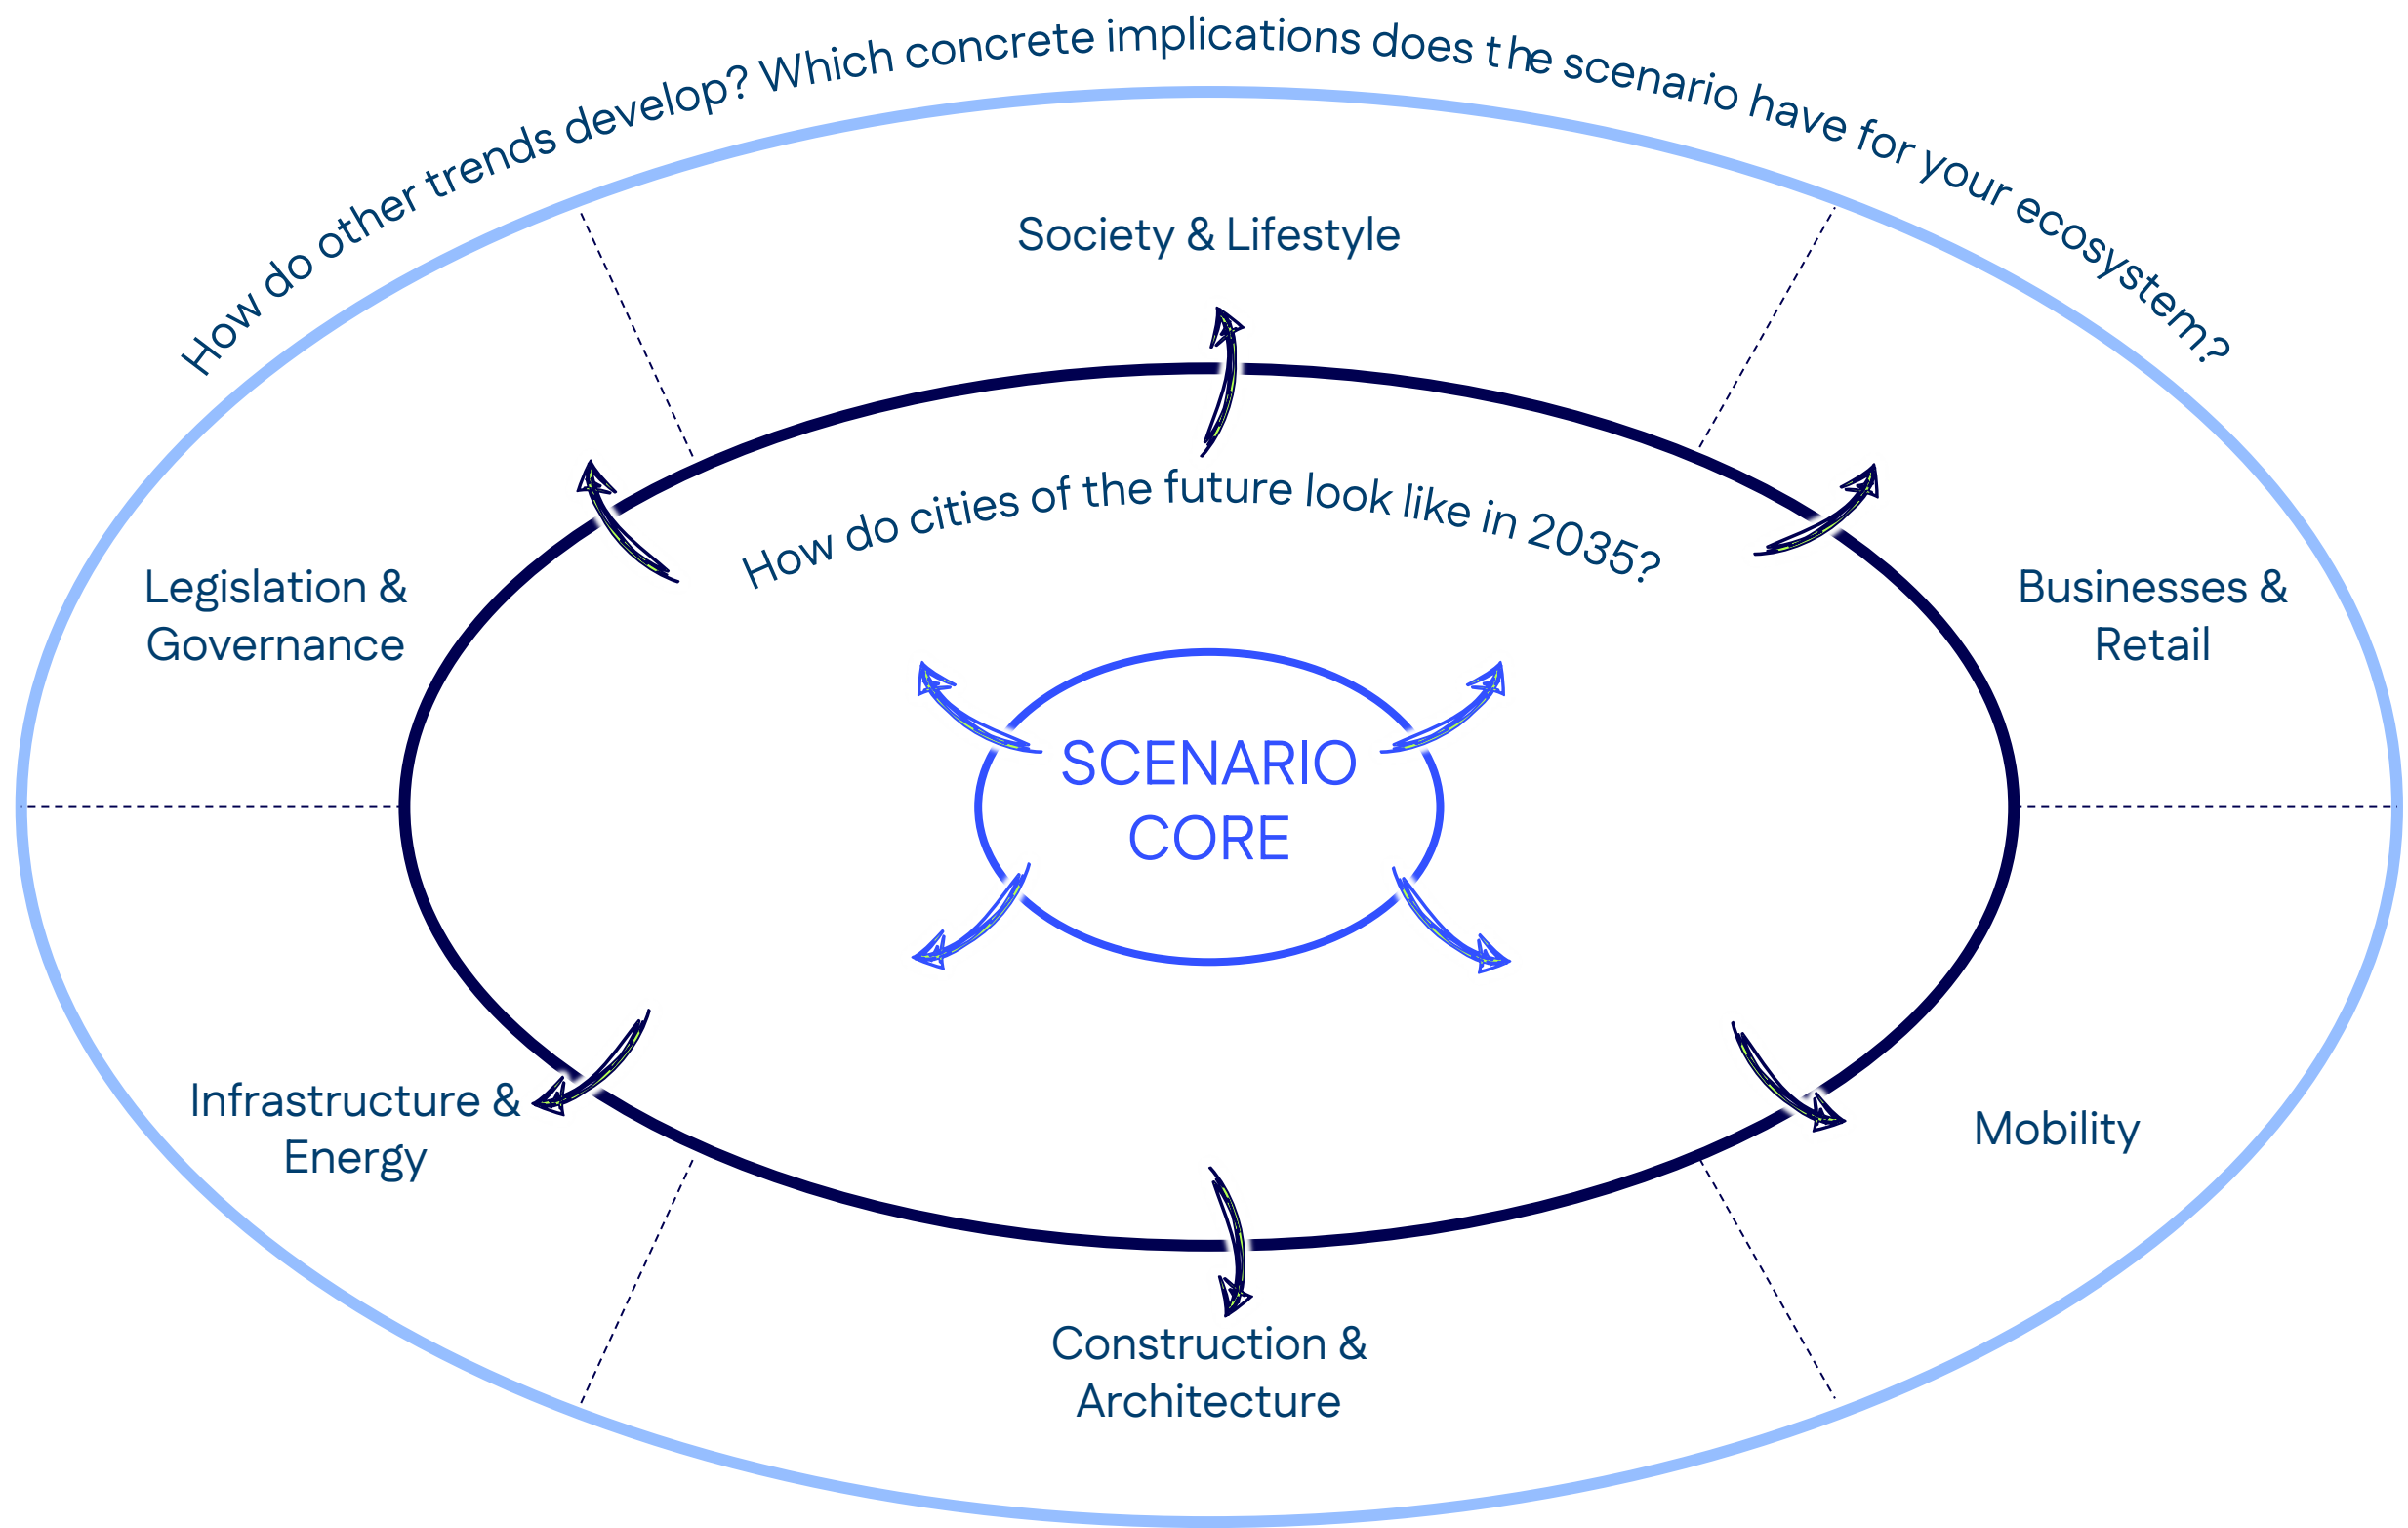 How do other trends develop? Which concrete implications does the scenario have for your ecosystem?
Society & Lifestyle
How do cities of the future look like in 2035?
Legislation &
Governance
Businesses &
Retail
SCENARIO
CORE
Infrastructure &
Energy
Mobility
Construction &
Architecture